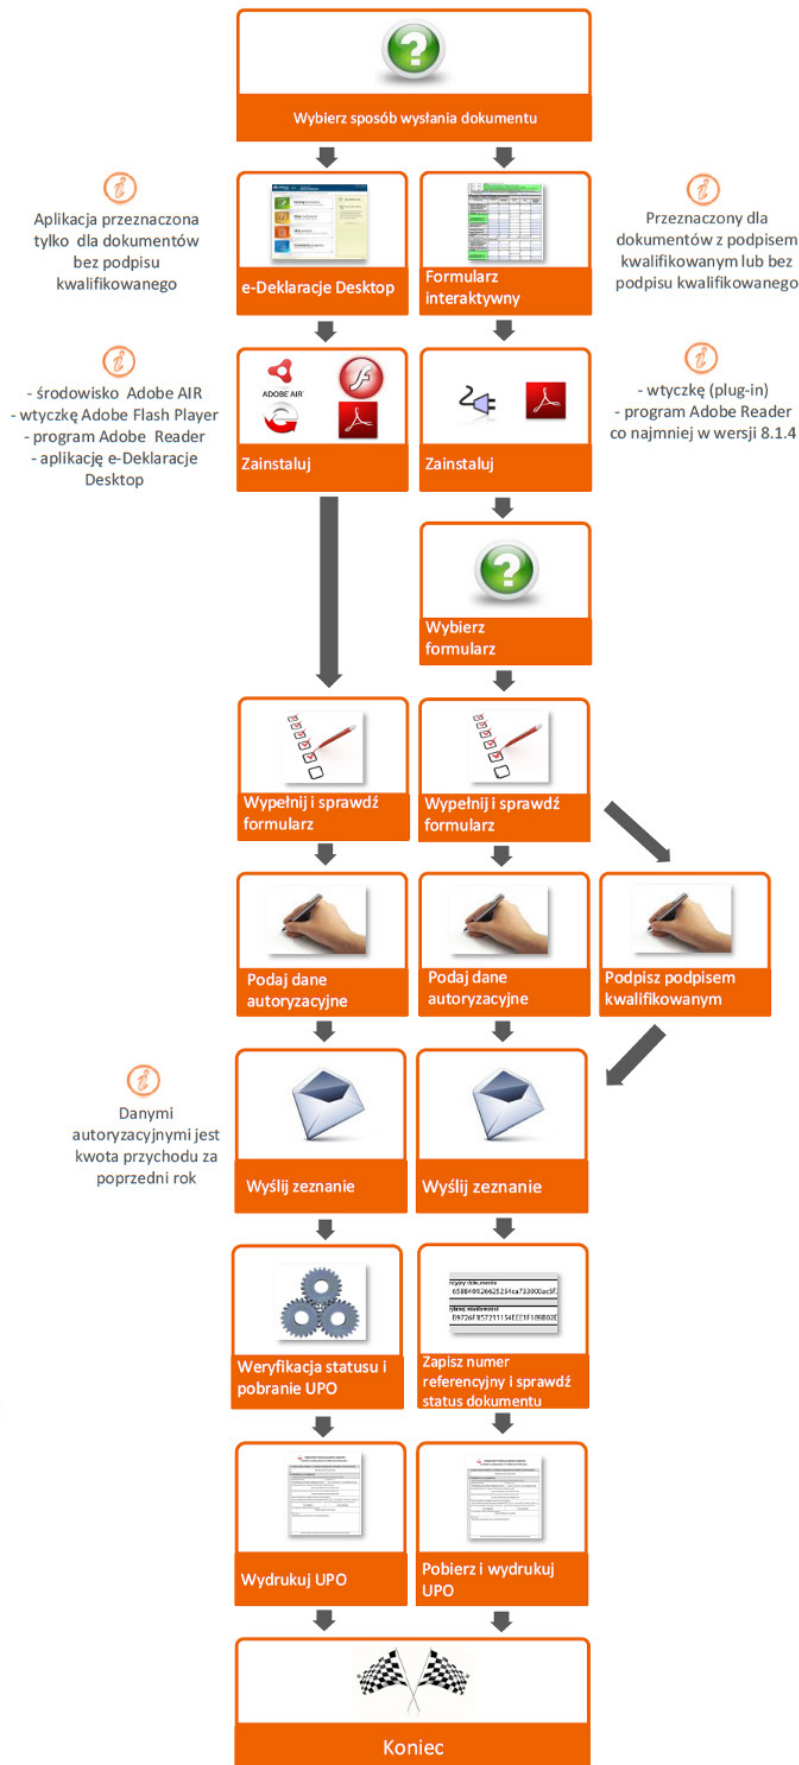 Wybierz sposób wysłania dokumentu
Aplikacja przeznaczona
tylko dla dokumentów
bez podpisu
kwalifikowanego
e-Deklaracje Desktop
Formularz
interaktywny
Przeznaczony dla
dokumentów z podpisem
kwalifikowanym lub bez
podpisu kwalifikowanego
- środowisko Adobe AIR
- wtyczkę Adobe Flash Player
- program Adobe Reader
- aplikację e-Deklaracje
Desktop
ADOBE AIR
Zainstaluj
Zainstaluj
- wtyczkę (plug-in)
- program Adobe Reader
co najmniej w wersji 8.1.4
Wybierz
formularz
Wypełnij i sprawdź
formularz
Wypełnij i sprawdź
formularz
Podaj dane
autoryzacyjne
Podaj dane
autoryzacyjne
Podpisz podpisem
kwalifikowanym
Danymi
autoryzacyjnymi jest
kwota przychodu za
poprzedni rok
Wyślij zeznanie
Wyślij zeznanie
Weryfikacja statusu i
pobranie UPO
Zapisz numer
referencyjny i sprawdź
status dokumentu
Wydrukuj UPO
Pobierz i wydrukuj
UPO
Koniec